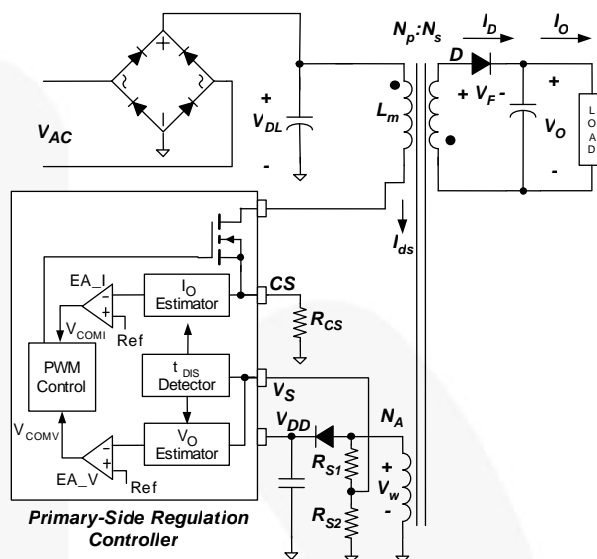 N_p:N_s
I_D
I_O
D
+
+ V_F -
+
V_AC
+
V_DL
-
L_m
V_O
-
LOAD
I_ds
EA_I
I_O
Estimator
CS
R_CS
V_COMI
Ref
PWM
Control
t_DIS
Detector
V_S
V_COMV
V_O
Estimator
V_DD
N_A
R_S1
+
V_w
-
EA_V
Ref
R_S2
Primary-Side Regulation
Controller